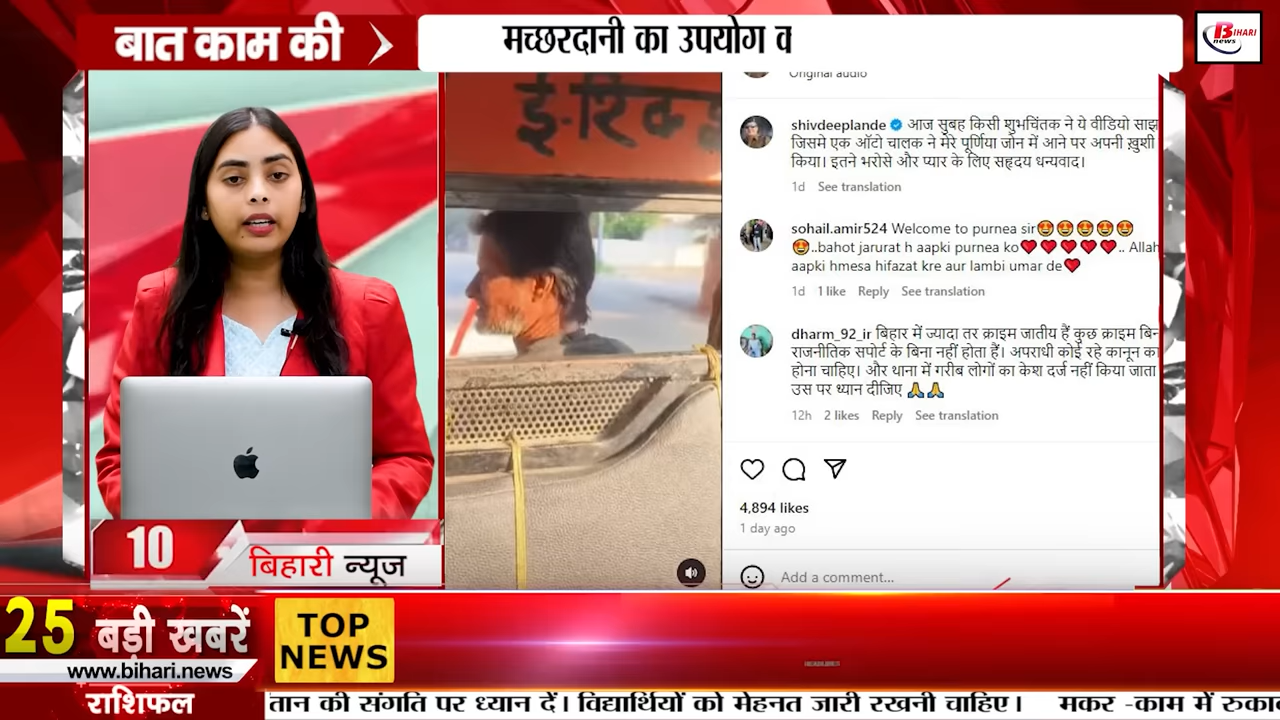 बात काम की
मच्छरदानी का उपयोग
BIHARI
news
ई-रिक्शा
Original audio
shivdeeplande आज सुबह किसी शुभचिंतक ने ये वीडियो
जिसमे एक ऑटो चालक ने मेरे पूर्णिया जोन में आने पर अपनी ख़ुशी
किया। इतने भरोसे और प्यार के लिए सहृदय धन्यवाद।
1d See translation
sohail.amir524 Welcome to purnea sir😍😍😍😍😍
😍..bahot jarurat h aapki purnea ko❤️❤️❤️❤️❤️.. Allah
aapki hmesa hifazat kre aur lambi umar de❤️
1d 1 like Reply See translation
dharm_92_ir बिहार में ज्यादा तर क्राइम जातीय हैं कुछ क्राइम
राजनीतिक सपोर्ट के बिना नहीं होता हैं। अपराधी कोई रहे कानून का
होना चाहिए। और थाना में गरीब लोगों का केश दर्ज नहीं किया जाता
उस पर ध्यान दीजिए 🙏🙏
12h 2 likes Reply See translation
4,894 likes
1 day ago
Add a comment...
10
बिहारी न्यूज
25 बड़ी खबरें
TOP
NEWS
www.bihari.news
राशिफल
तान की संगति पर ध्यान दें। विद्यार्थियों को मेहनत जारी रखनी चाहिए। मकर -काम में